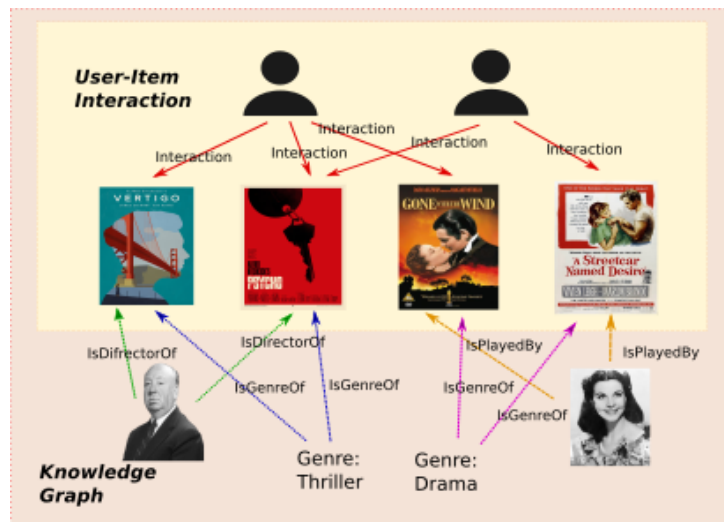 User-Item
Interaction
Interaction
Interaction
Interaction
Interaction
Interaction
VERTIGO
GONE WITH THE WIND
a Streetcar
Named Desire
IsDifrectorOf
IsDirectorOf
IsPlayedBy
IsPlayedBy
IsGenreOf
IsGenreOf
IsGenreOf
IsGenreOf
Genre:
Thriller
Genre:
Drama
Knowledge
Graph